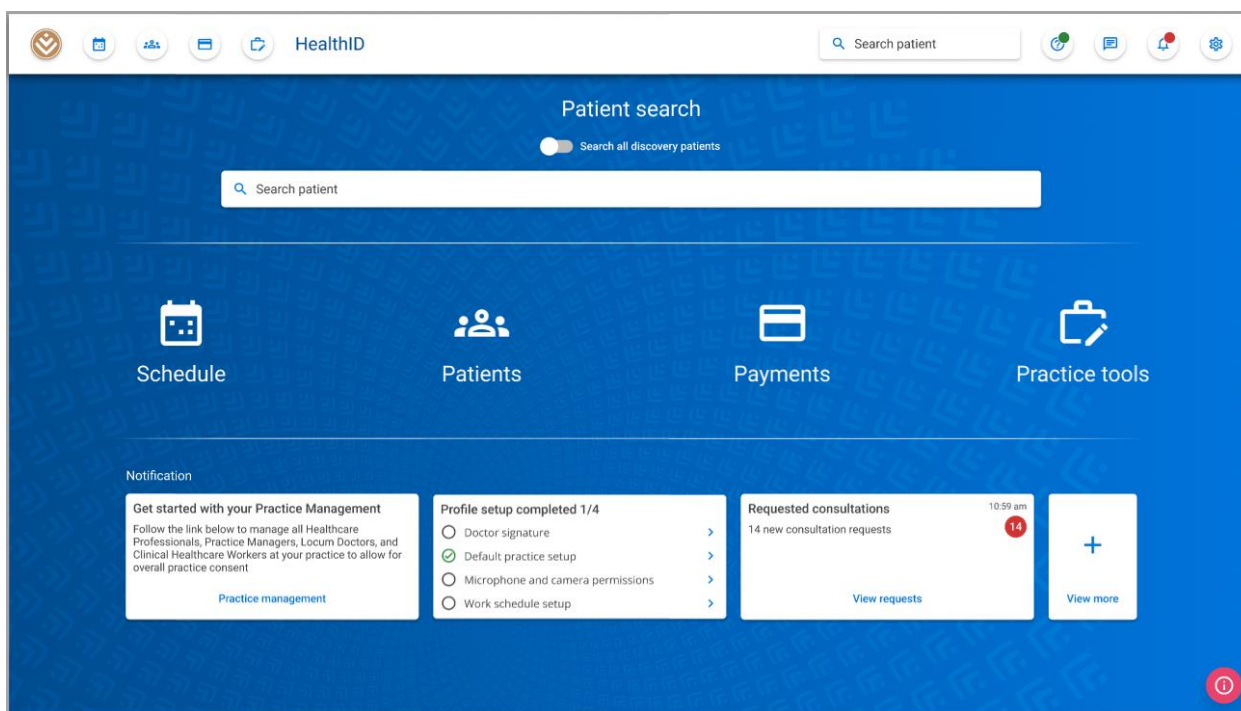 HealthID
Search patient
Patient search
Search all discovery patients
Search patient
Schedule
Patients
Payments
Practice tools
Notification
Get started with your Practice Management
Follow the link below to manage all Healthcare
Professionals, Practice Managers, Locum Doctors, and
Clinical Healthcare Workers at your practice to allow for
overall practice consent
Practice management
Profile setup completed 1/4
Doctor signature
Default practice setup
Microphone and camera permissions
Work schedule setup
Requested consultations
10:59 am
14 new consultation requests
14
View requests
View more